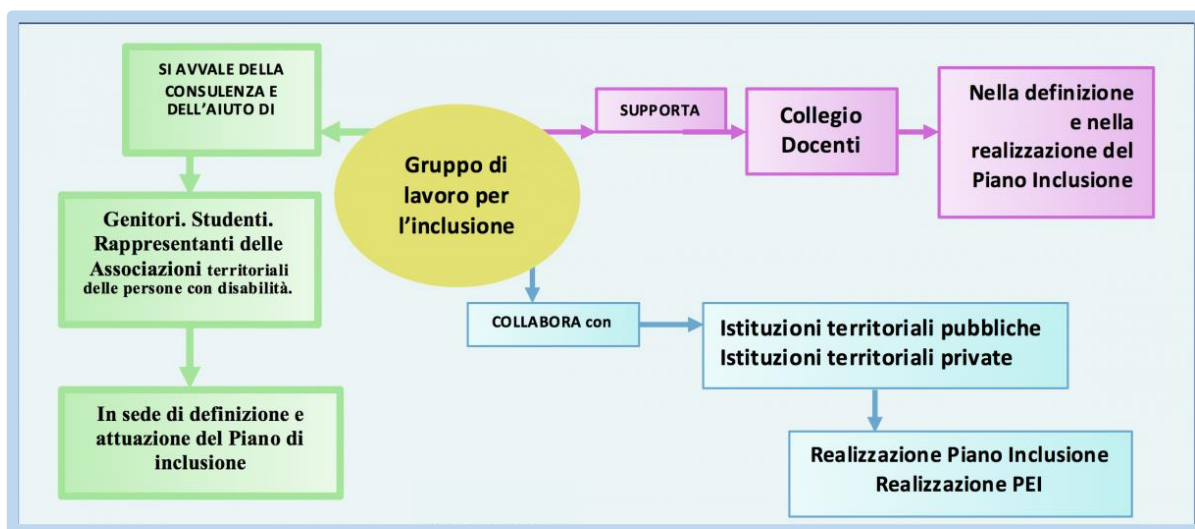 SI AVVALE DELLA
CONSULENZA E
DELL’AIUTO DI
Genitori. Studenti.
Rappresentanti delle
Associazioni territoriali
delle persone con disabilità.
In sede di definizione e
attuazione del Piano di
inclusione
Gruppo di
lavoro per
l’inclusione
SUPPORTA
Collegio
Docenti
Nella definizione
e nella
realizzazione del
Piano Inclusione
COLLABORA con
Istituzioni territoriali pubbliche
Istituzioni territoriali private
Realizzazione Piano Inclusione
Realizzazione PEI